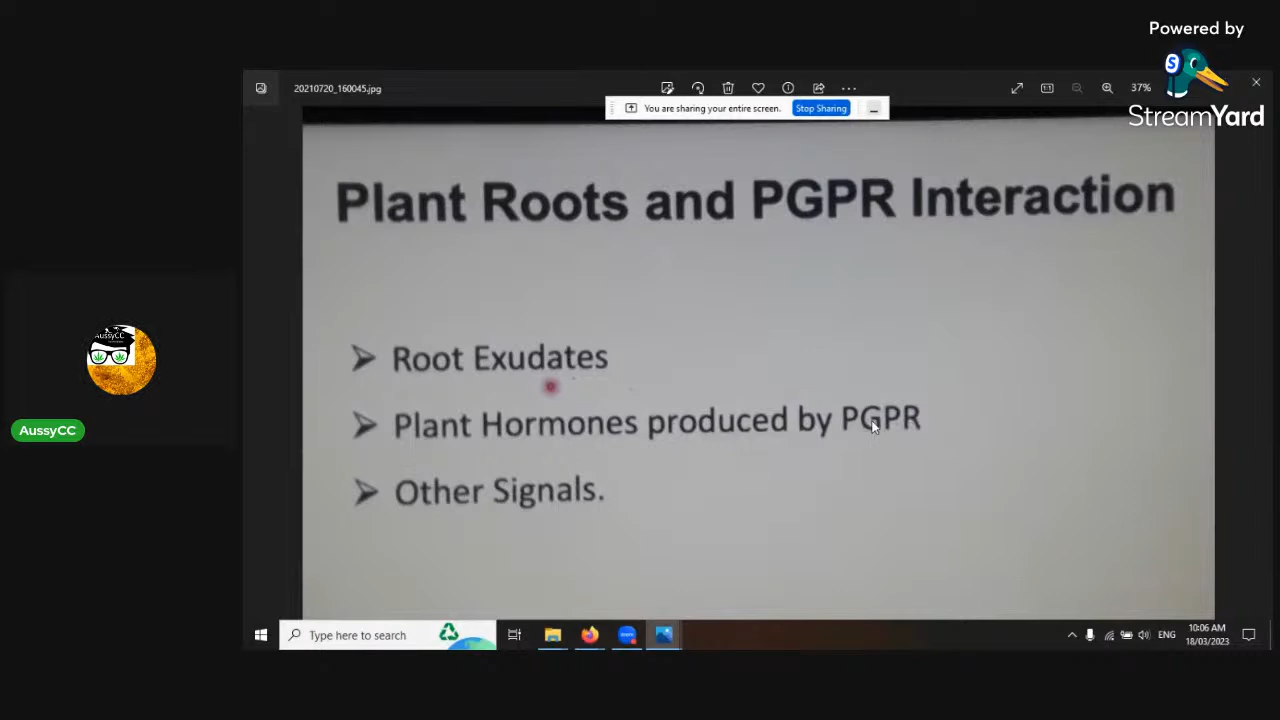 Powered by
StreamYard
20210720_160045.jpg
37%
You are sharing your entire screen.
Stop Sharing
Plant Roots and PGPR Interaction
Root Exudates
Plant Hormones produced by PGPR
Other Signals.
AussyCC
AussyCC
Type here to search
ENG
10:06 AM
18/03/2023